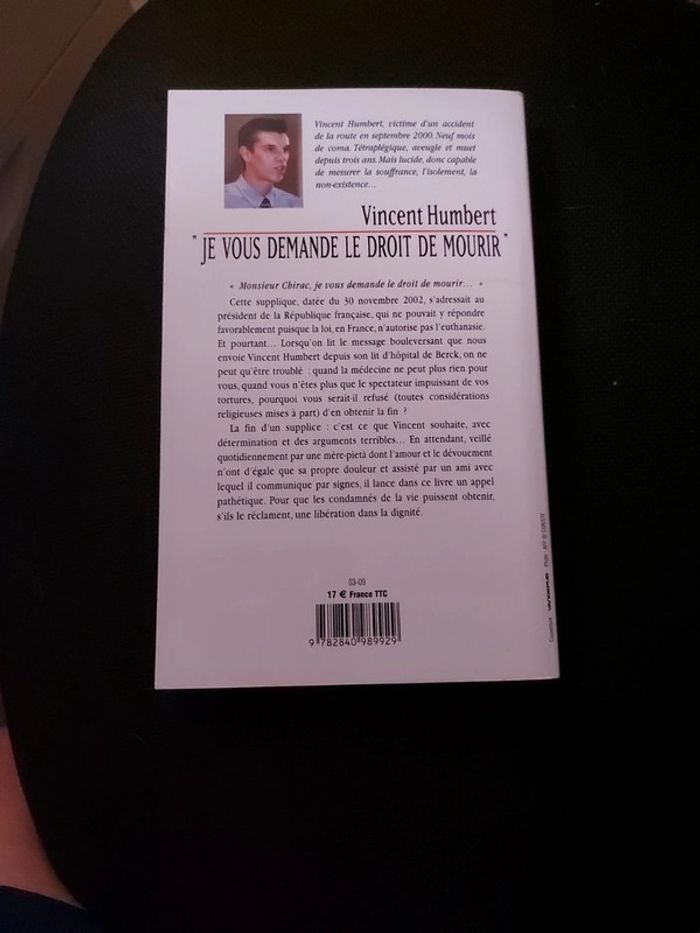 Vincent Humbert, victime d'un accident
de la route en septembre 2000. Neuf mois
de coma. Tétraplégique, aveugle et muet
depuis trois ans. Mais lucide, donc capable
de mesurer la souffrance, l'isolement, la
non-existence...
Vincent Humbert
"JE VOUS DEMANDE LE DROIT DE MOURIR"
« Monsieur Chirac, je vous demande le droit de mourir... »
Cette supplique, datée du 30 novembre 2002, s'adressait au
président de la République française, qui ne pouvait y répondre
favorablement puisque la loi, en France, n'autorise pas l'euthanasie.
Et pourtant... Lorsqu'on lit le message bouleversant que nous
envoie Vincent Humbert depuis son lit d'hôpital de Berck, on ne
peut qu'être troublé : quand la médecine ne peut plus rien pour
vous, quand vous n'êtes plus que le spectateur impuissant de vos
tortures, pourquoi vous serait-il refusé (toutes considérations
religieuses mises à part) d'en obtenir la fin ?
La fin d'un supplice : c'est ce que Vincent souhaite, avec
détermination et des arguments terribles... En attendant, veillé
quotidiennement par une mère-pietà dont l'amour et le dévouement
n'ont d'égale que sa propre douleur et assisté par un ami avec
lequel il communique par signes, il lance dans ce livre un appel
pathétique. Pour que les condamnés de la vie puissent obtenir,
s'ils le réclament, une libération dans la dignité.
03-09
17 € France TTC
9 782840 989929
Couverture Photo : AFP ©